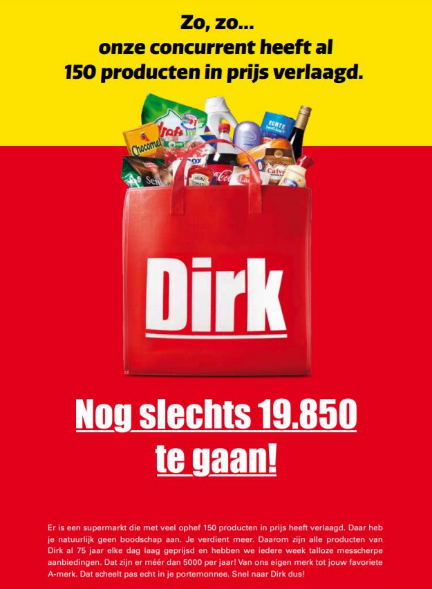 Zo, zo...
onze concurrent heeft al
150 producten in prijs verlaagd.
Chocomel
Dirk
Nog slechts 19.850
te gaan!
Er is een supermarkt die met veel ophef 150 producten in prijs heeft verlaagd. Daar heb
je natuurlijk geen boodschap aan. Je verdient meer. Daarom zijn alle producten van
Dirk al 75 jaar elke dag laag geprijsd en hebben we iedere week talloze messcherpe
aanbiedingen. Dat zijn er méér dan 5000 per jaar! Van ons eigen merk tot jouw favoriete
A-merk. Dat scheelt pas echt in je portemonnee. Snel naar Dirk dus!